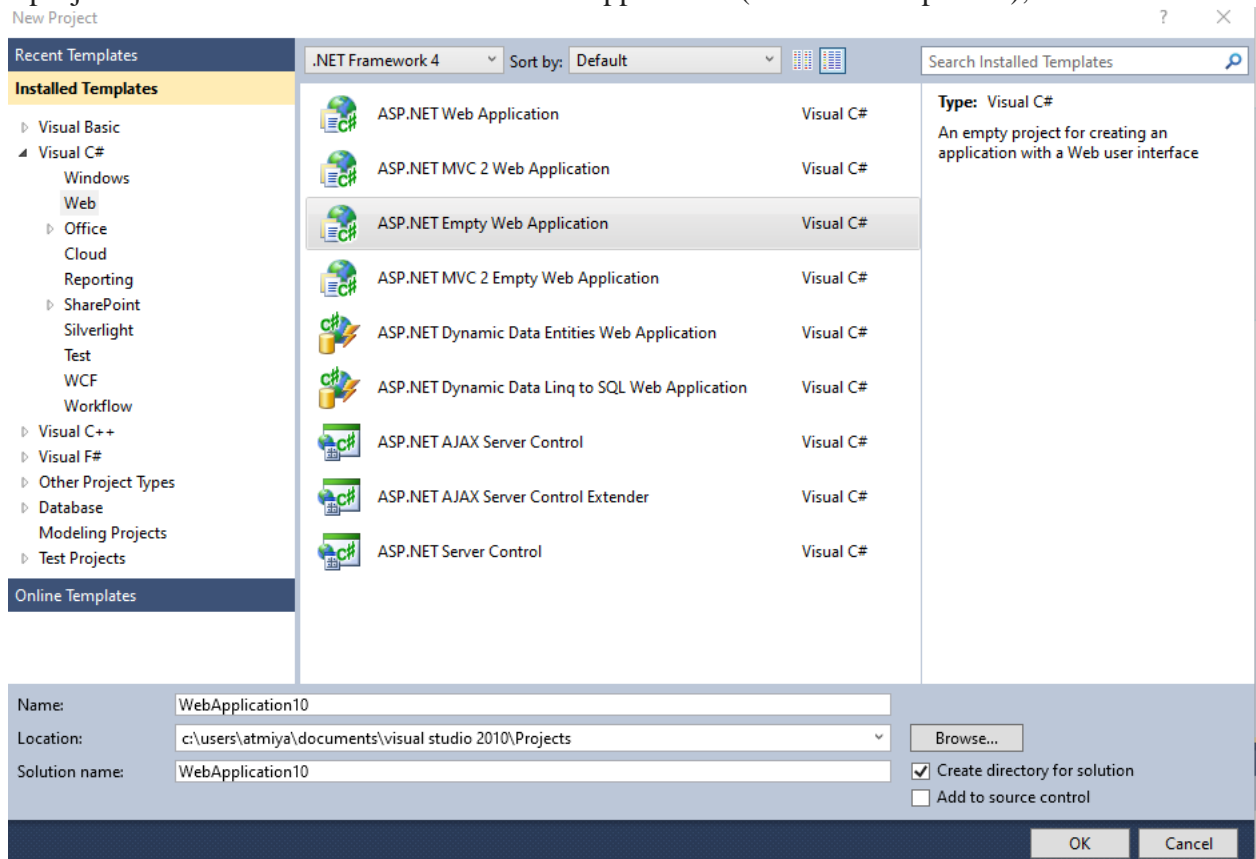 New Project
?
Recent Templates
.NET Framework 4
Sort by:
Default
Search Installed Templates
Installed Templates
Visual Basic
Visual C#
Windows
Web
Office
Cloud
Reporting
SharePoint
Silverlight
Test
WCF
Workflow
Visual C++
Visual F#
Other Project Types
Database
Modeling Projects
Test Projects
Online Templates
ASP.NET Web Application Visual C#
ASP.NET MVC 2 Web Application Visual C#
ASP.NET Empty Web Application Visual C#
ASP.NET MVC 2 Empty Web Application Visual C#
ASP.NET Dynamic Data Entities Web Application Visual C#
ASP.NET Dynamic Data Linq to SQL Web Application Visual C#
ASP.NET AJAX Server Control Visual C#
ASP.NET AJAX Server Control Extender Visual C#
ASP.NET Server Control Visual C#
Type: Visual C#
An empty project for creating an
application with a Web user interface
Name: WebApplication10
Location: c:\users\atmiya\documents\visual studio 2010\Projects
Browse...
Solution name: WebApplication10
Create directory for solution
Add to source control
OK
Cancel